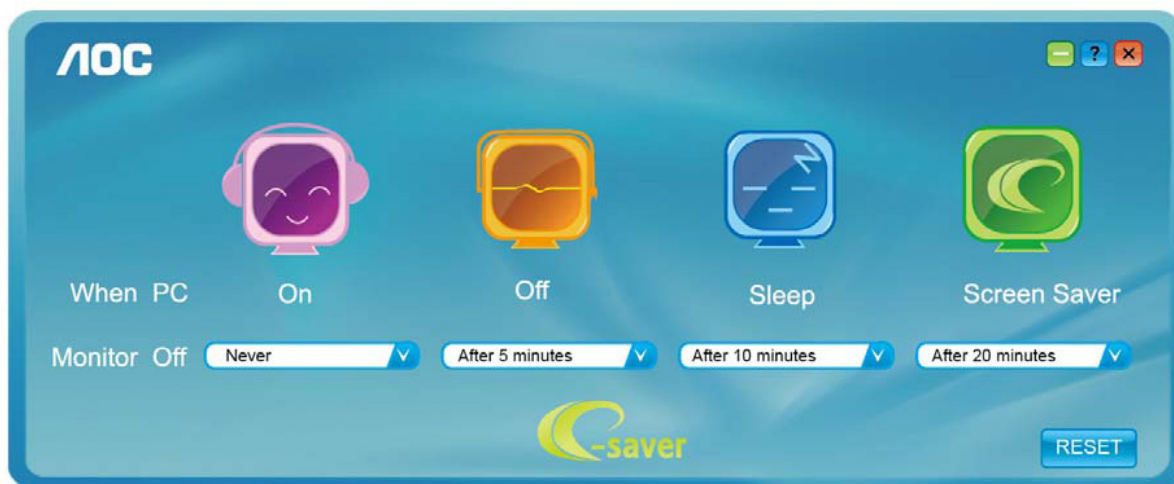 AOC
?
When PC On Off Sleep Screen Saver
Monitor Off Never After 5 minutes After 10 minutes After 20 minutes
e-saver
RESET